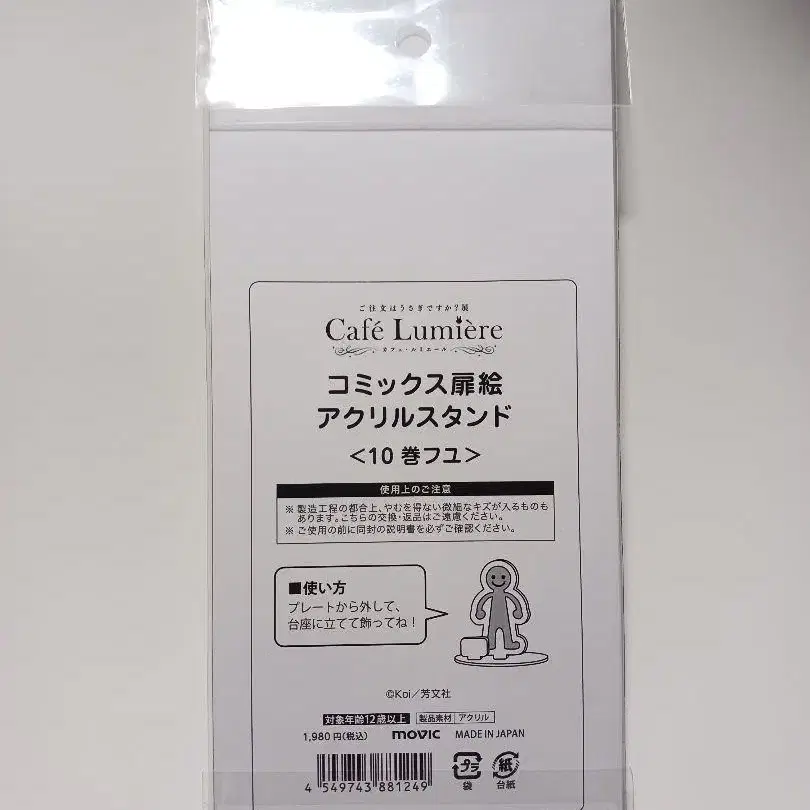 ご注文はうさぎですか？展
Café Lumière
カフェ・ルミエール
コミックス扉絵
アクリルスタンド
＜10 巻フユ＞
使用上のご注意
※ 製造工程の都合上、やむを得ない微細なキズが入るものも
あります。こちらの交換・返品はご遠慮ください。
※ ご使用の前に同封の説明書を必ずご確認ください。
■使い方
プレートから外して、
台座に立てて飾ってね！
©Koi／芳文社
対象年齢12歳以上 製品素材 アクリル
1,980円(税込) movic MADE IN JAPAN
プラ 紙
袋 台紙
4 549743 881249